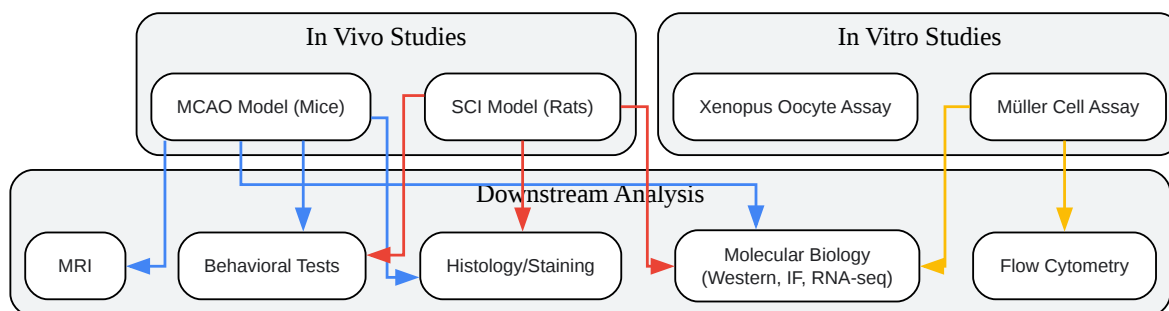 In Vivo Studies
In Vitro Studies
MCAO Model (Mice)
SCI Model (Rats)
Xenopus Oocyte Assay
Müller Cell Assay
Downstream Analysis
MRI
Behavioral Tests
Histology/Staining
Molecular Biology
(Western, IF, RNA-seq)
Flow Cytometry